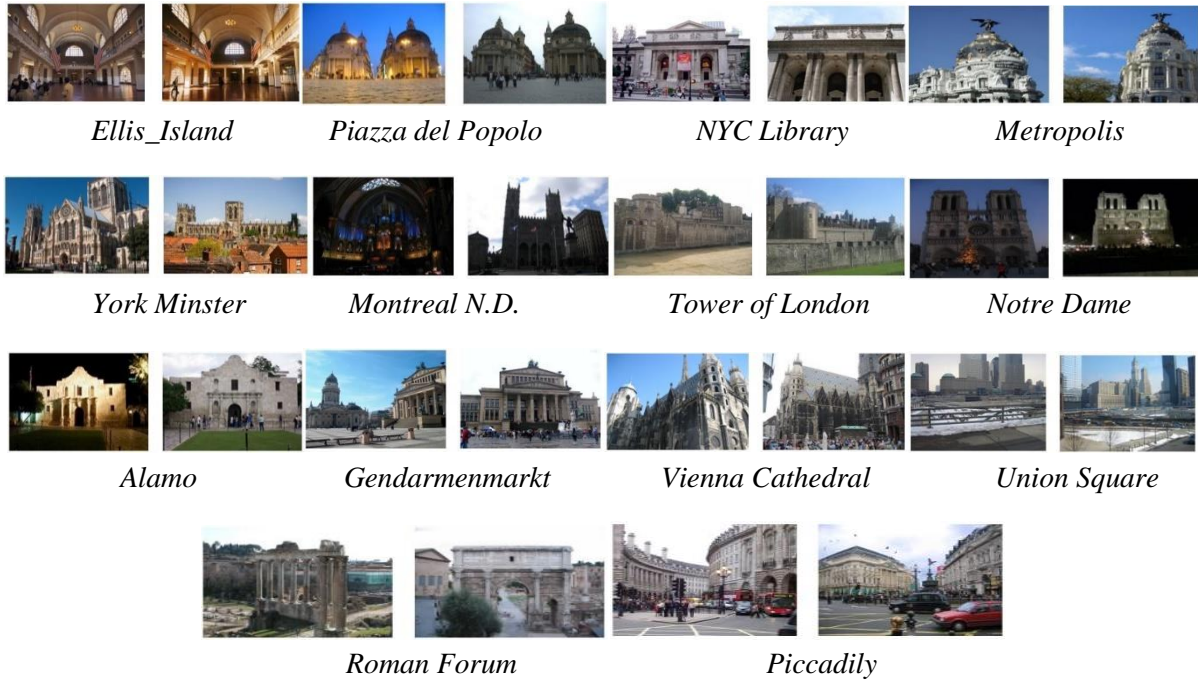 Ellis_Island Piazza del Popolo NYC Library Metropolis
York Minster Montreal N.D. Tower of London Notre Dame
Alamo Gendarmenmarkt Vienna Cathedral Union Square
Roman Forum Piccadily